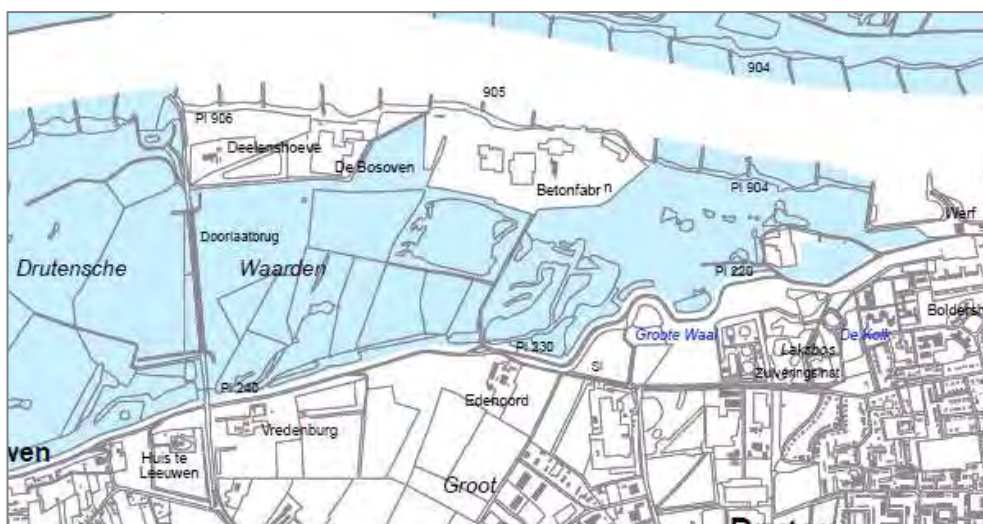 904
905
Pl 906
Deelenshoeve
De Bosoven
Betonfabr n
Pl 904
Werf
Doorlaatbrug
Drutensche
Waarden
Pl 220
Boldersh
Groote Waal
De Kolk
Pl 230
Lakzbos
Zuiveringsinst
Sl
Pl 240
Edenoord
Vredenburg
ven
Huis te
Leeuwen
Groot